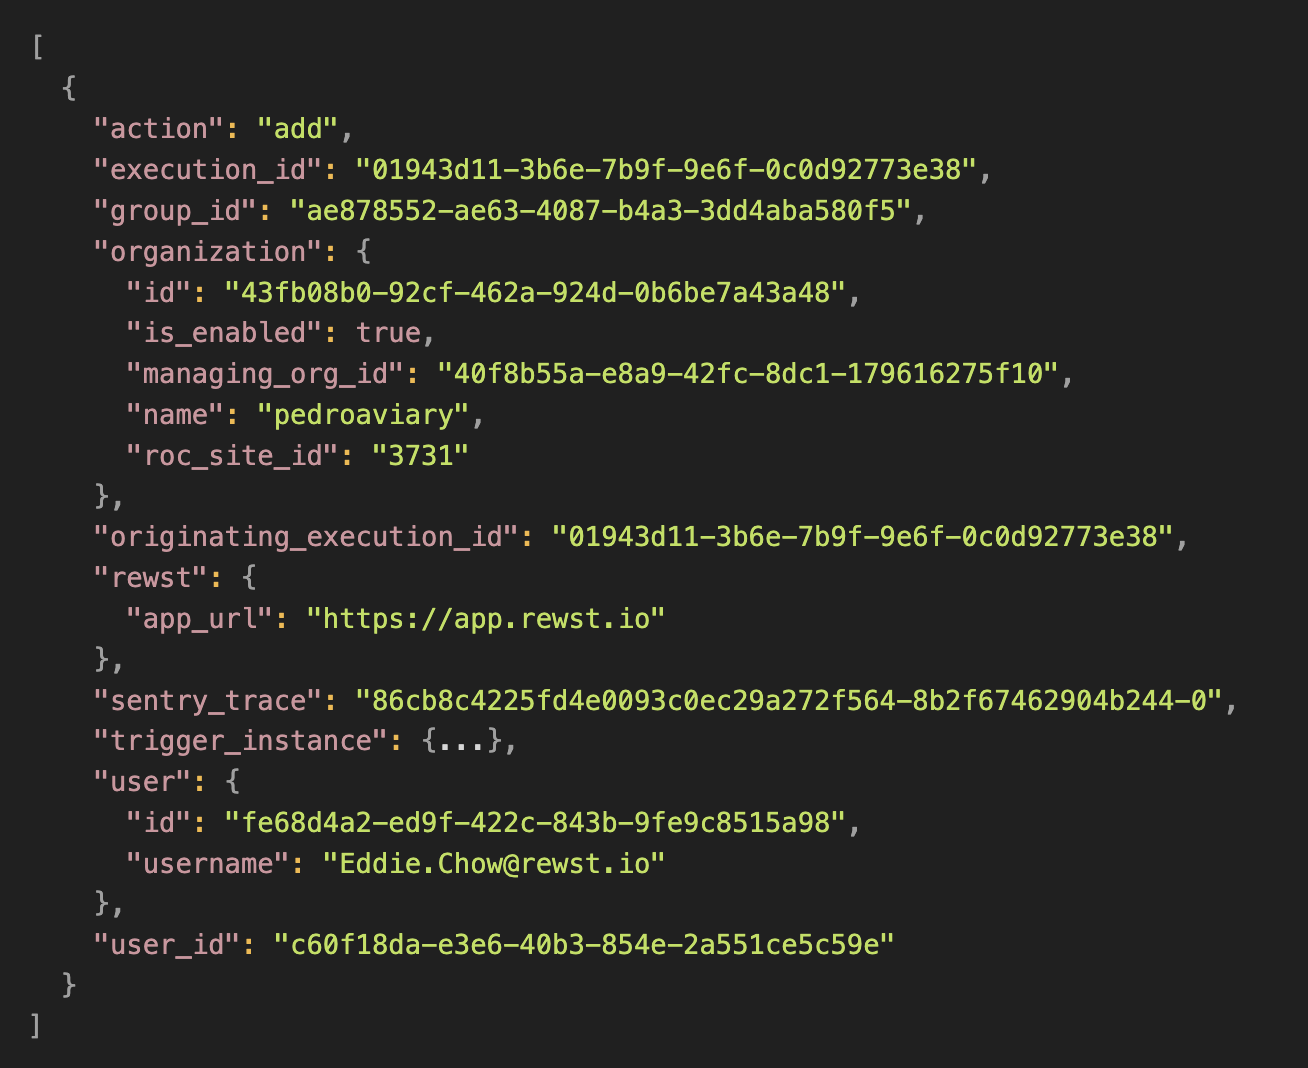 [
  {
    "action": "add",
    "execution_id": "01943d11-3b6e-7b9f-9e6f-0c0d92773e38",
    "group_id": "ae878552-ae63-4087-b4a3-3dd4aba580f5",
    "organization": {
      "id": "43fb08b0-92cf-462a-924d-0b6be7a43a48",
      "is_enabled": true,
      "managing_org_id": "40f8b55a-e8a9-42fc-8dc1-179616275f10",
      "name": "pedroaviary",
      "roc_site_id": "3731"
    },
    "originating_execution_id": "01943d11-3b6e-7b9f-9e6f-0c0d92773e38",
    "rewst": {
      "app_url": "https://app.rewst.io"
    },
    "sentry_trace": "86cb8c4225fd4e0093c0ec29a272f564-8b2f67462904b244-0",
    "trigger_instance": {...},
    "user": {
      "id": "fe68d4a2-ed9f-422c-843b-9fe9c8515a98",
      "username": "Eddie.Chow@rewst.io"
    },
    "user_id": "c60f18da-e3e6-40b3-854e-2a551ce5c59e"
  }
]